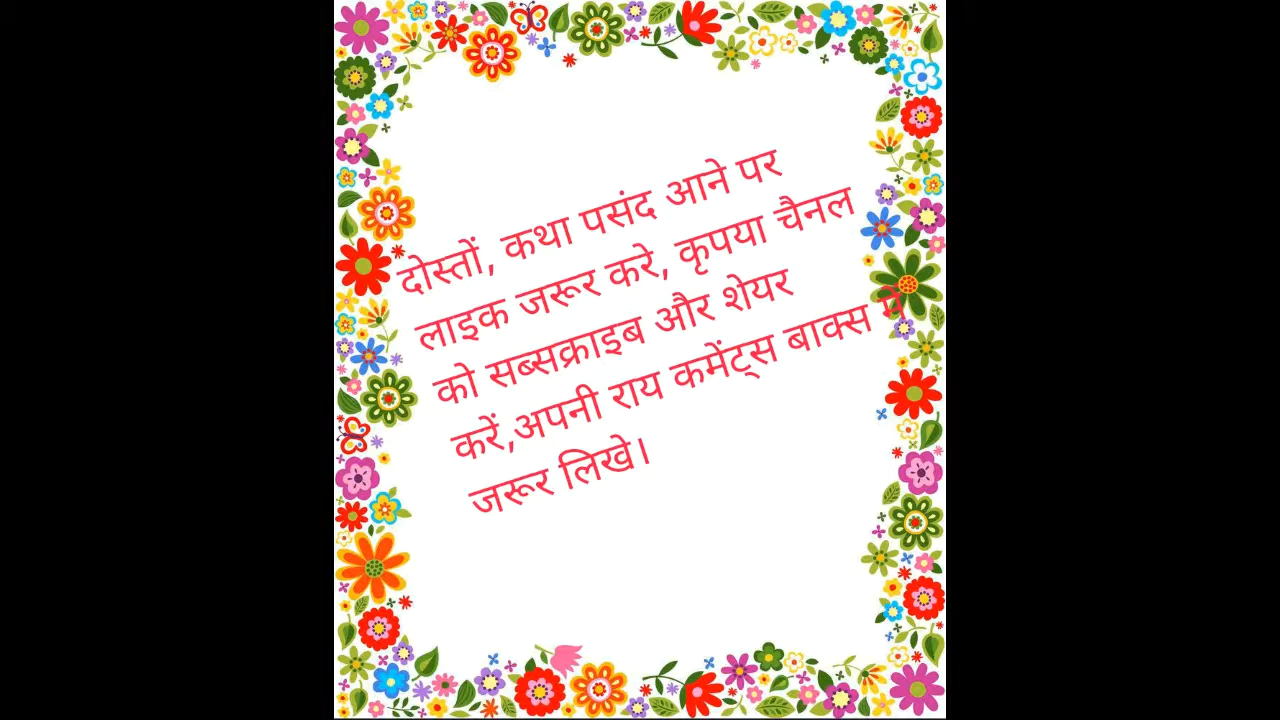 दोस्तों, कथा पसंद आने पर
लाइक जरूर करे, कृपया चैनल
को सब्सक्राइब और शेयर
करें,अपनी राय कमेंट्स बाक्स मे
जरूर लिखे।